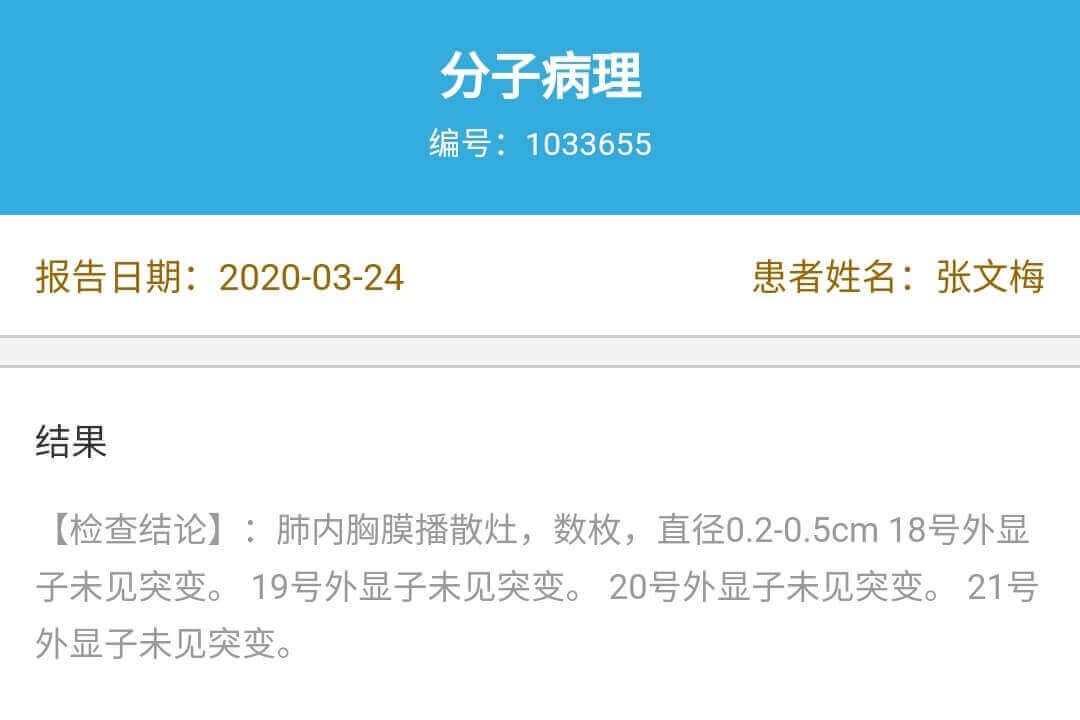 分子病理
编号：1033655
报告日期：2020-03-24
患者姓名：张文梅
结果
【检查结论】：肺内胸膜播散灶，数枚，直径0.2-0.5cm 18号外显
子未见突变。 19号外显子未见突变。 20号外显子未见突变。 21号
外显子未见突变。